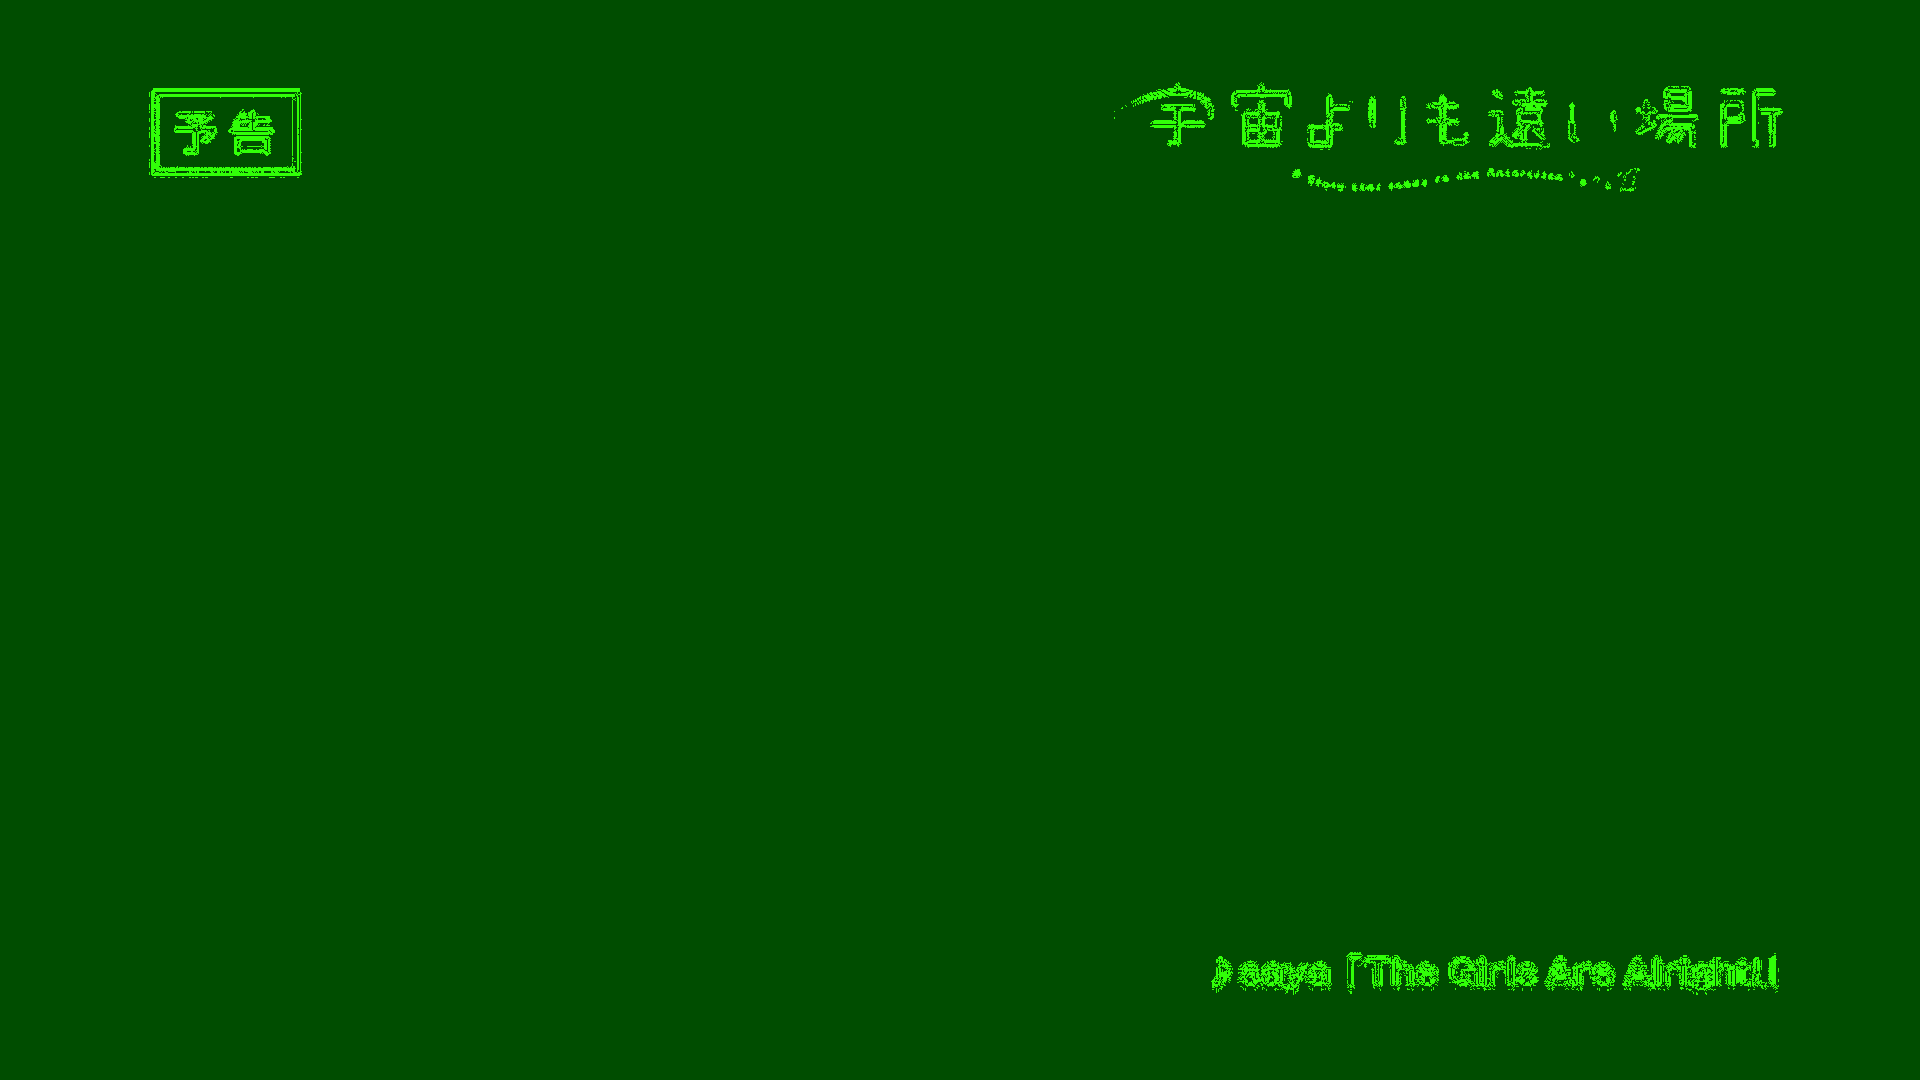 予告
宇宙よりも遠い場所
A Story that leads to the Antarctica
♪ saya 「The Girls Are Alright!」